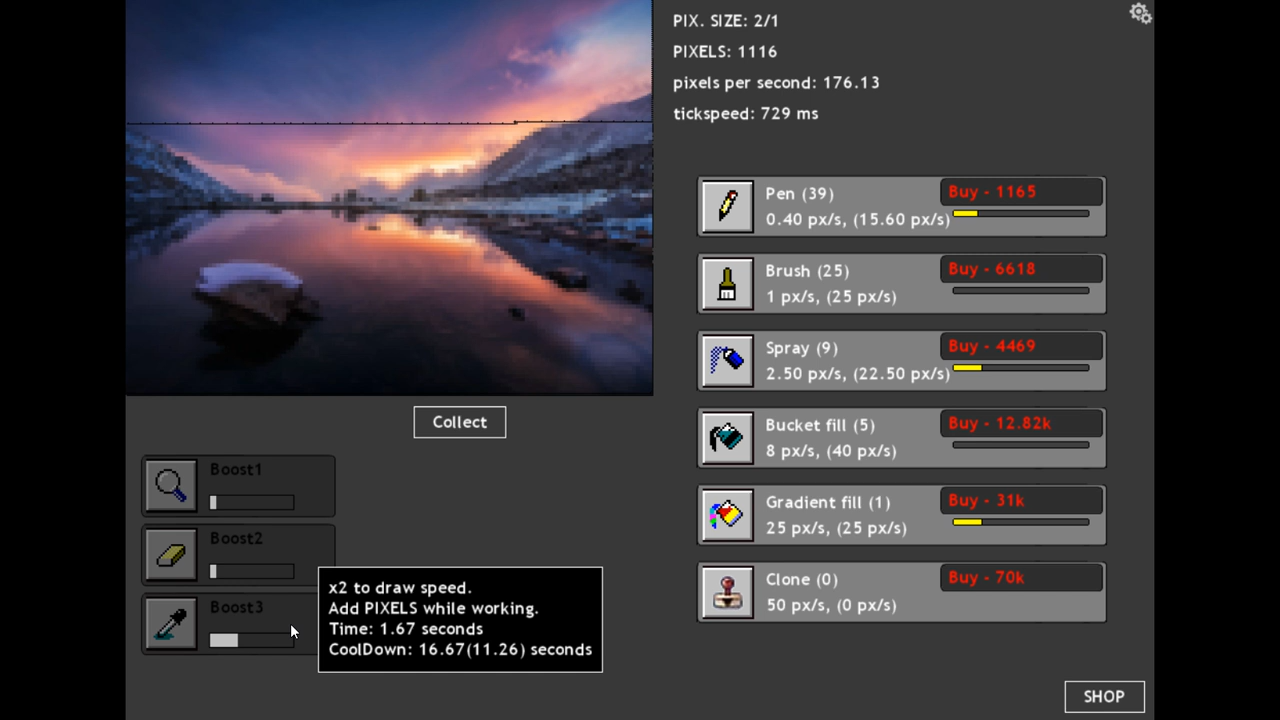 PIX. SIZE: 2/1
PIXELS: 1116
pixels per second: 176.13
tickspeed: 729 ms
Pen (39)
Buy - 1165
0.40 px/s, (15.60 px/s)
Brush (25)
Buy - 6618
1 px/s, (25 px/s)
Spray (9)
Buy - 4469
2.50 px/s, (22.50 px/s)
Bucket fill (5)
Buy - 12.82k
8 px/s, (40 px/s)
Gradient fill (1)
Buy - 31k
25 px/s, (25 px/s)
Clone (0)
Buy - 70k
50 px/s, (0 px/s)
Collect
Boost1
Boost2
Boost3
x2 to draw speed.
Add PIXELS while working.
Time: 1.67 seconds
CoolDown: 16.67(11.26) seconds
SHOP